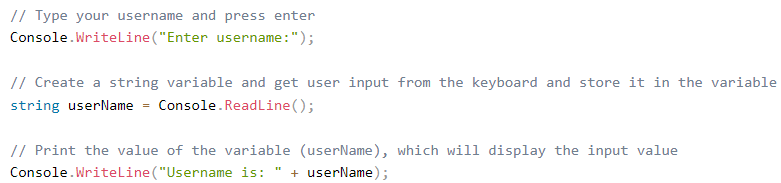 // Type your username and press enter
Console.WriteLine("Enter username:");
// Create a string variable and get user input from the keyboard and store it in the variable
string userName = Console.ReadLine();
// Print the value of the variable (userName), which will display the input value
Console.WriteLine("Username is: " + userName);